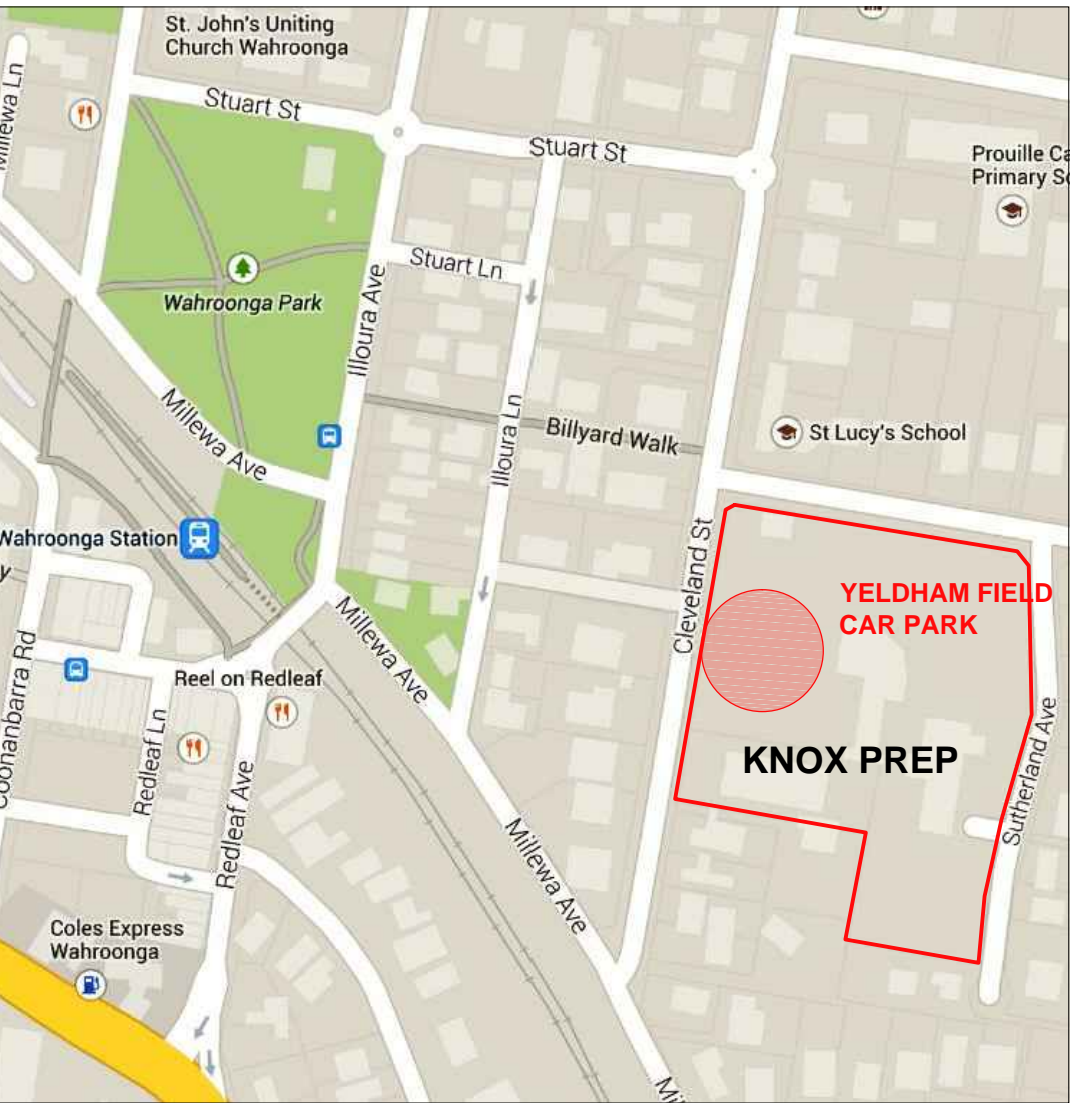 St. John's Uniting
Church Wahroonga
Millewa Ln
Stuart St
Stuart St
Prouille Ca
Primary Sc
Stuart Ln
Wahroonga Park
Illoura Ave
Millewa Ave
Illoura Ln
Billyard Walk
St Lucy's School
Wahroonga Station
y
Cleveland St
YELDHAM FIELD
CAR PARK
Millewa Ave
Coonanbarra Rd
Reel on Redleaf
Redleaf Ln
KNOX PREP
Sutherland Ave
Redleaf Ave
Millewa Ave
Coles Express
Wahroonga
Mi